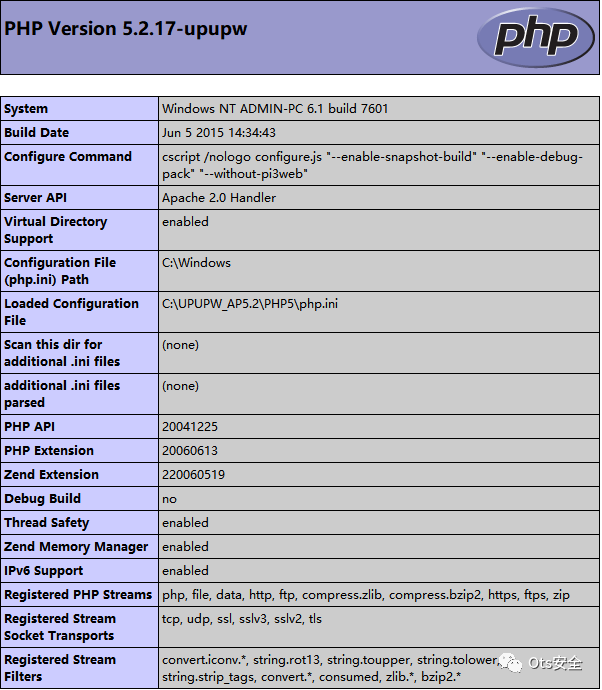 PHP Version 5.2.17-upupw
php
System Windows NT ADMIN-PC 6.1 build 7601
Build Date Jun 5 2015 14:34:43
Configure Command cscript /nologo configure.js "--enable-snapshot-build" "--enable-debug-
pack" "--without-pi3web"
Server API Apache 2.0 Handler
Virtual Directory enabled
Support
Configuration File C:\Windows
(php.ini) Path
Loaded Configuration C:\UPUPW_AP5.2\PHP5\php.ini
File
Scan this dir for (none)
additional .ini files
additional .ini files (none)
parsed
PHP API 20041225
PHP Extension 20060613
Zend Extension 220060519
Debug Build no
Thread Safety enabled
Zend Memory Manager enabled
IPv6 Support enabled
Registered PHP Streams php, file, data, http, ftp, compress.zlib, compress.bzip2, https, ftps, zip
Registered Stream tcp, udp, ssl, sslv3, sslv2, tls
Socket Transports
Registered Stream convert.iconv.*, string.rot13, string.toupper, string.tolower,
Filters string.strip_tags, convert.*, consumed, zlib.*, bzip2.*
Ots安全